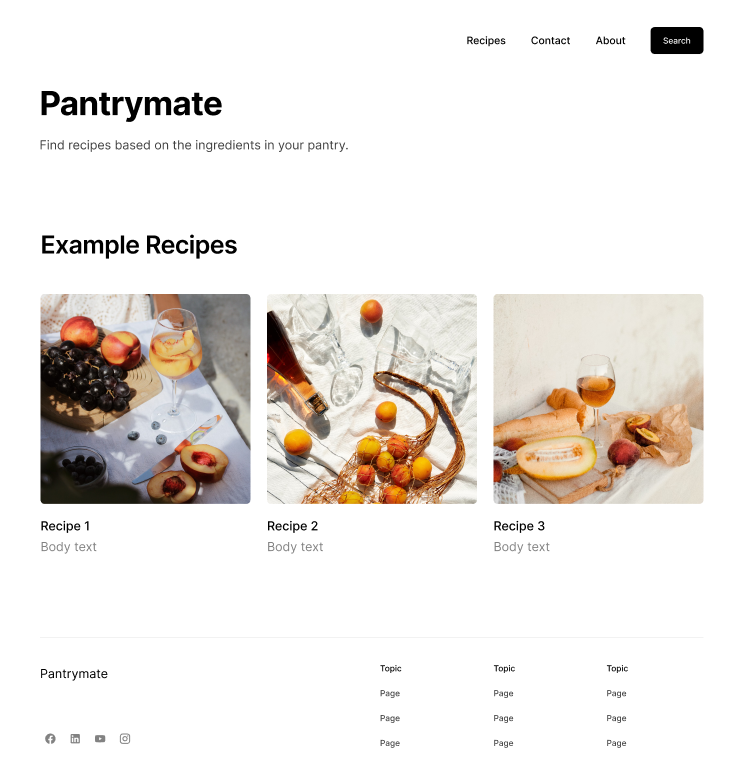 Recipes Contact About Search
Pantrymate
Find recipes based on the ingredients in your pantry.
Example Recipes
Recipe 1
Body text
Recipe 2
Body text
Recipe 3
Body text
Pantrymate
Topic
Page
Page
Page
Topic
Page
Page
Page
Topic
Page
Page
Page